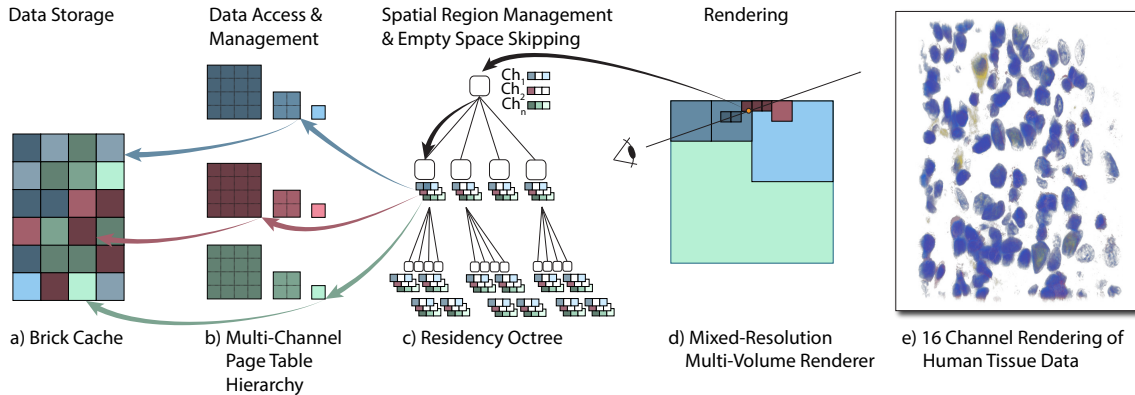 Data Storage
Data Access &
Management
Spatial Region Management
& Empty Space Skipping
Rendering
Ch1
Ch2
Chn
a) Brick Cache
b) Multi-Channel
Page Table
Hierarchy
c) Residency Octree
d) Mixed-Resolution
Multi-Volume Renderer
e) 16 Channel Rendering of
Human Tissue Data